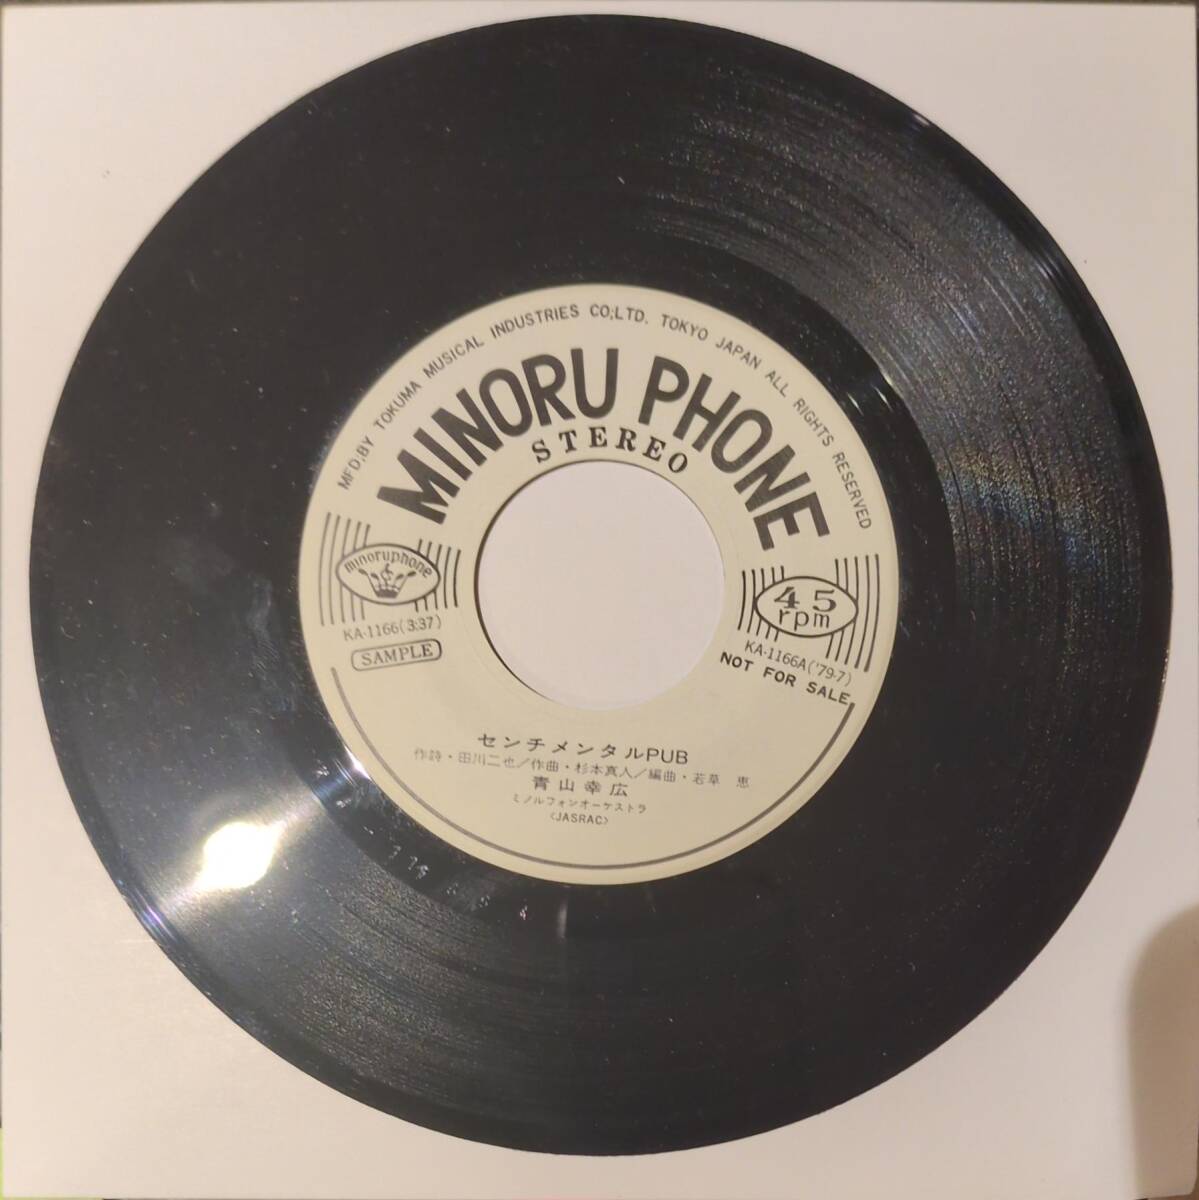 MFD.BY TOKUMA MUSICAL INDUSTRIES CO;LTD. TOKYO JAPAN ALL RIGHTS RESERVED
MINORU PHONE
STEREO
minoruphone
45
rpm
KA-1166(3:37)
KA-1166A('79-7)
SAMPLE
NOT FOR SALE
センチメンタルPUB
作詩・田川二也/作曲・杉本真人/編曲・若草 恵
青山幸広
ミノルフォンオーケストラ
〈JASRAC〉